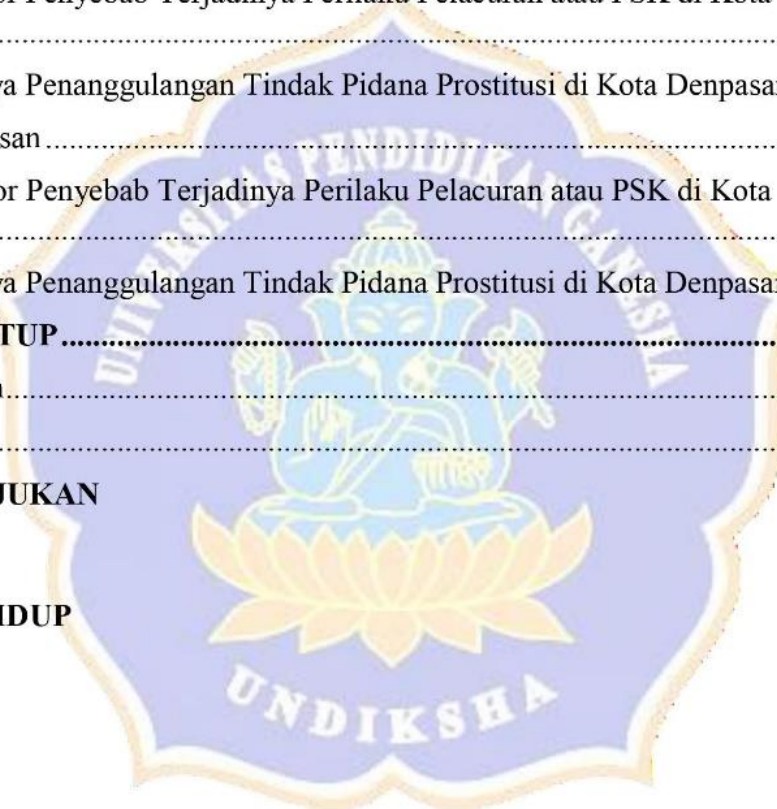 or Penyebab Terjadinya Perilaku Pelacuran atau PSK di Kota
ya Penanggulangan Tindak Pidana Prostitusi di Kota Denpasar
san
or Penyebab Terjadinya Perilaku Pelacuran atau PSK di Kota
ya Penanggulangan Tindak Pidana Prostitusi di Kota Denpasar
TUP
JUKAN
IDUP
UNIVERSITAS PENDIDIKAN GANESHA
UNDIKSHA